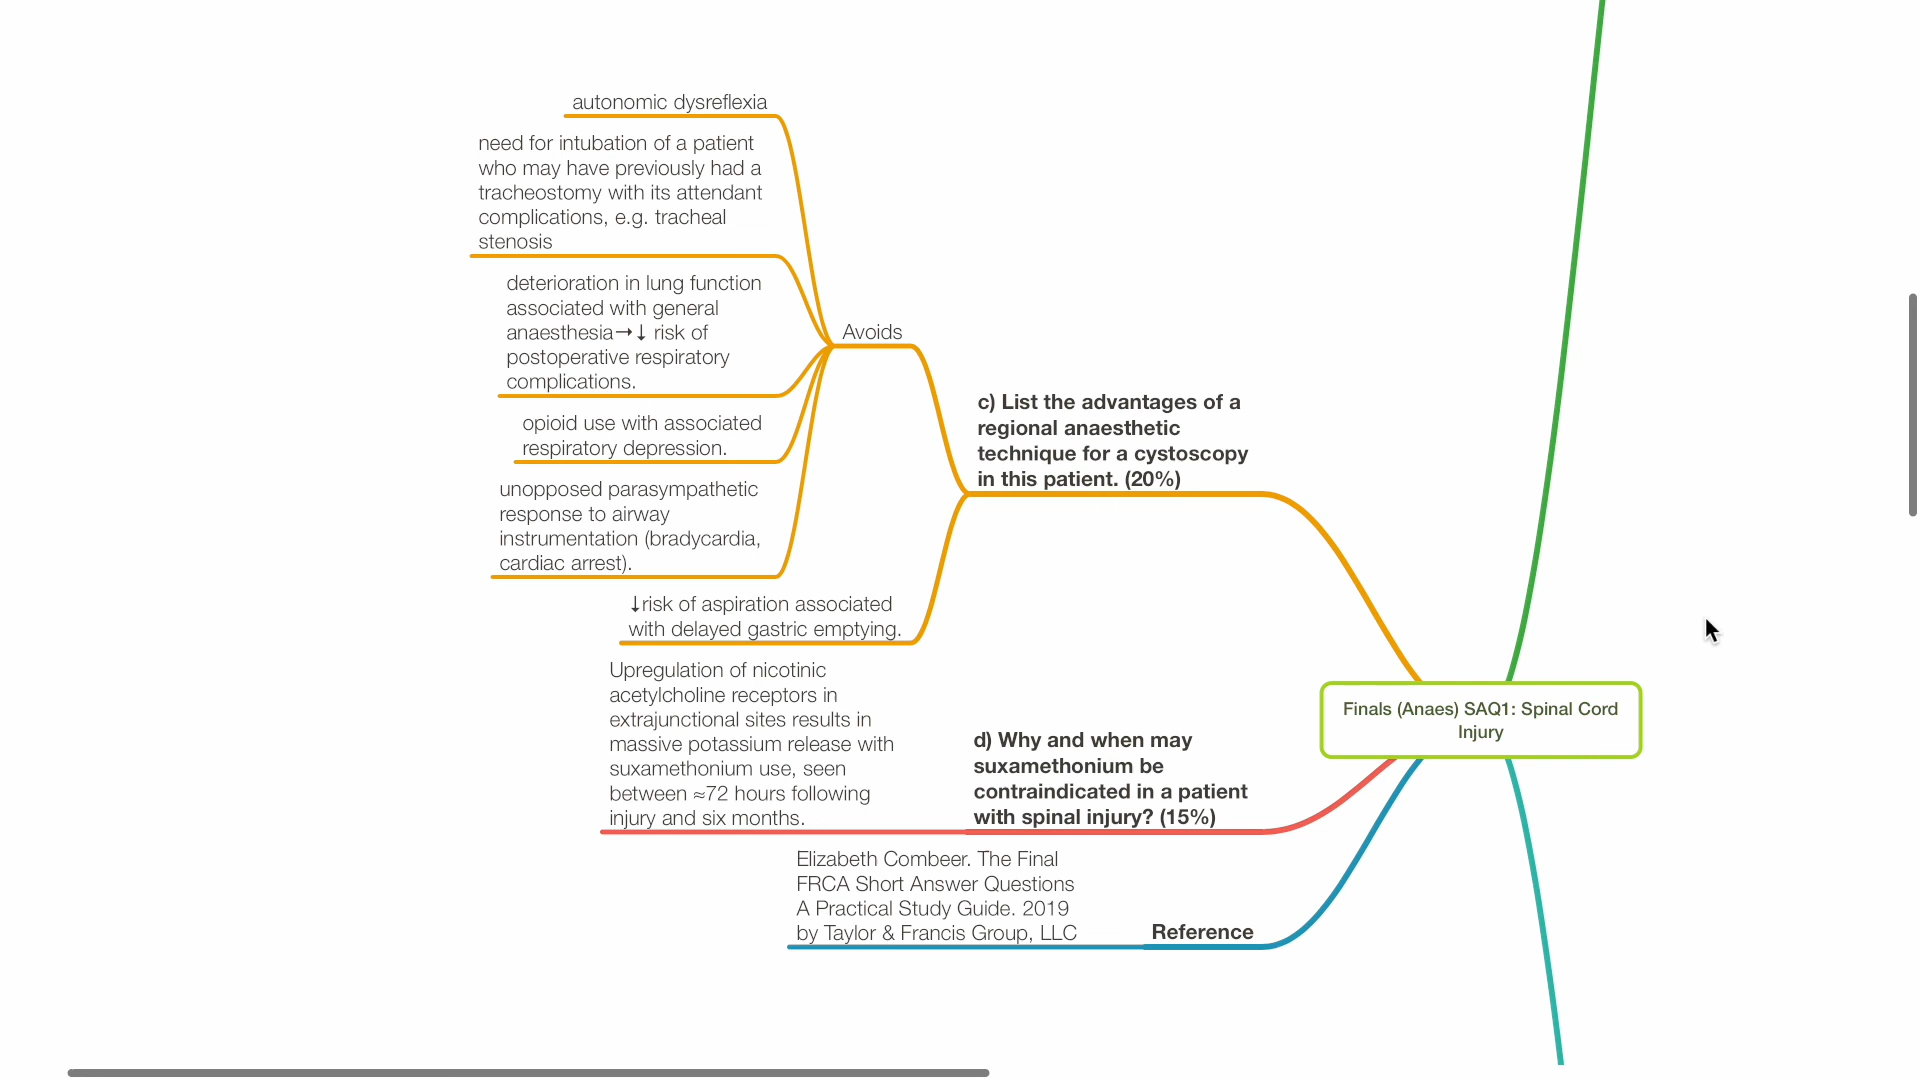 autonomic dysreflexia
need for intubation of a patient
who may have previously had a
tracheostomy with its attendant
complications, e.g. tracheal
stenosis
deterioration in lung function
associated with general
anaesthesia→↓ risk of
postoperative respiratory
complications.
opioid use with associated
respiratory depression.
unopposed parasympathetic
response to airway
instrumentation (bradycardia,
cardiac arrest).
Avoids
↓risk of aspiration associated
with delayed gastric emptying.
c) List the advantages of a
regional anaesthetic
technique for a cystoscopy
in this patient. (20%)
Upregulation of nicotinic
acetylcholine receptors in
extrajunctional sites results in
massive potassium release with
suxamethonium use, seen
between ≈72 hours following
injury and six months.
d) Why and when may
suxamethonium be
contraindicated in a patient
with spinal injury? (15%)
Elizabeth Combeer. The Final
FRCA Short Answer Questions
A Practical Study Guide. 2019
by Taylor & Francis Group, LLC
Reference
Finals (Anaes) SAQ1: Spinal Cord
Injury